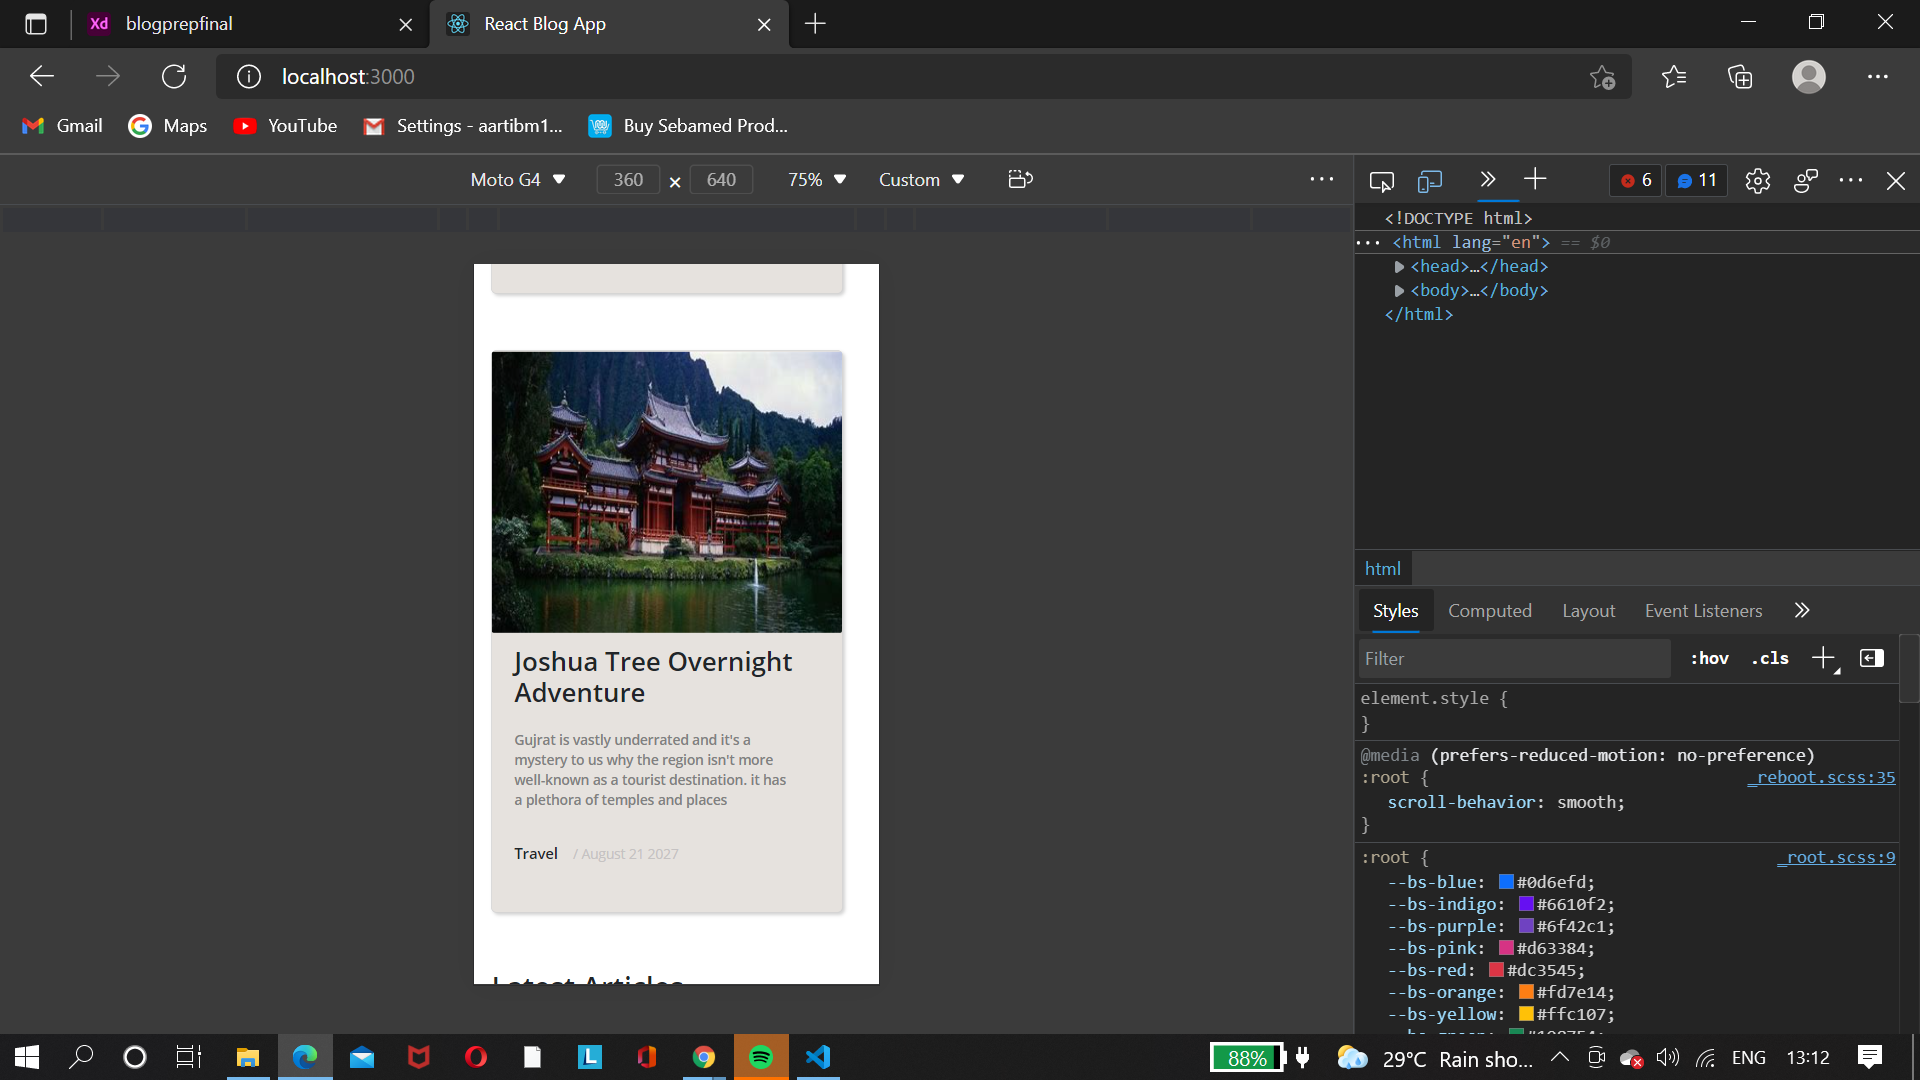 Xd blogprepfinal
React Blog App
localhost:3000
Gmail
Maps
YouTube
Settings - aartibm1...
Buy Sebamed Prod...
Moto G4
360 × 640
75%
Custom
6
11
<!DOCTYPE html>
··· <html lang="en"> == $0
<head>…</head>
<body>…</body>
</html>
Joshua Tree Overnight
Adventure
Gujrat is vastly underrated and it's a
mystery to us why the region isn't more
well-known as a tourist destination. it has
a plethora of temples and places
Travel / August 21 2027
Latest Articles
html
Styles
Computed
Layout
Event Listeners
Filter
:hov
.cls
element.style {
}
@media (prefers-reduced-motion: no-preference)
:root {
_reboot.scss:35
scroll-behavior: smooth;
}
:root {
_root.scss:9
--bs-blue: #0d6efd;
--bs-indigo: #6610f2;
--bs-purple: #6f42c1;
--bs-pink: #d63384;
--bs-red: #dc3545;
--bs-orange: #fd7e14;
--bs-yellow: #ffc107;
L
88%
29°C Rain sho...
ENG
13:12